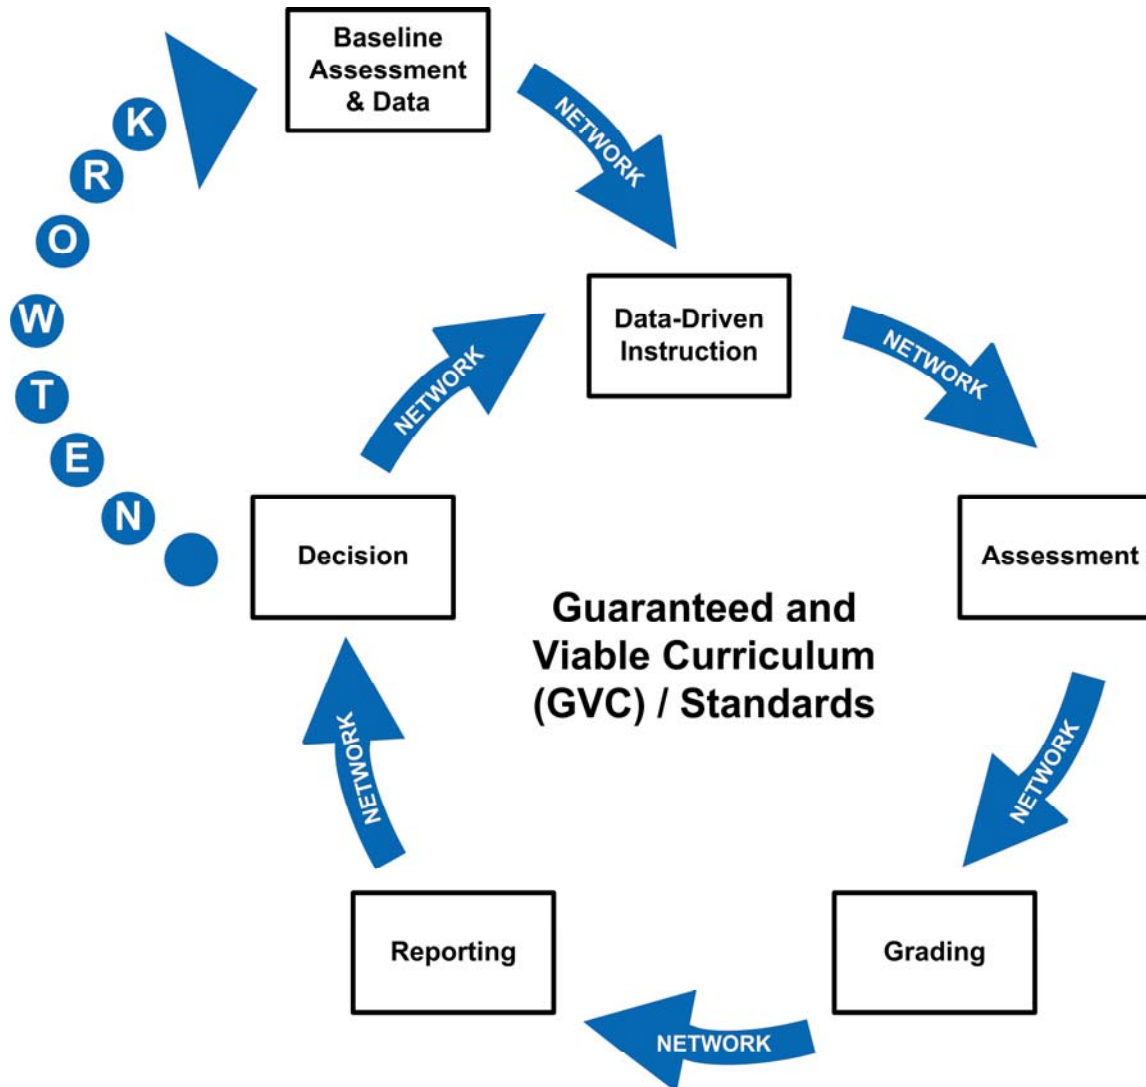 Baseline
Assessment
& Data
NETWORK
Data-Driven
Instruction
NETWORK
Assessment
NETWORK
Grading
NETWORK
Reporting
NETWORK
Decision
NETWORK
NETWORK
Guaranteed and
Viable Curriculum
(GVC) / Standards